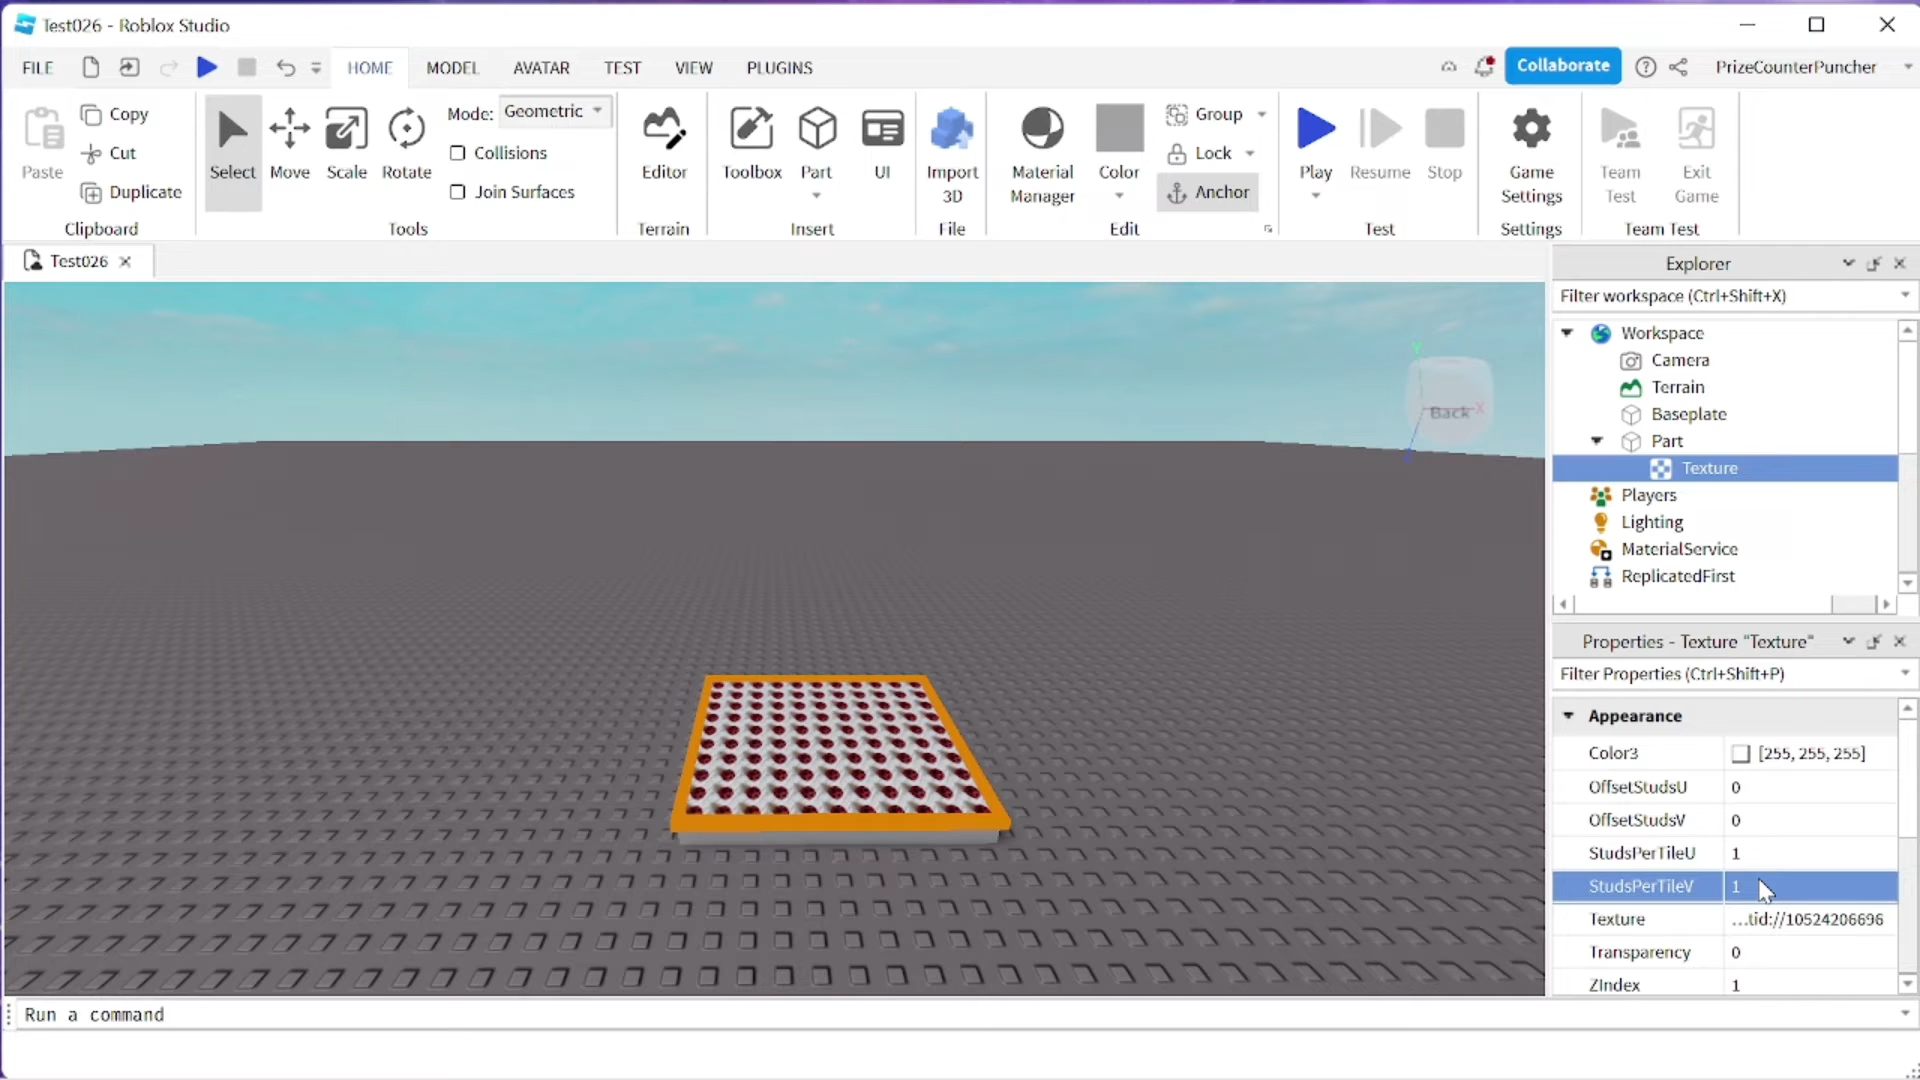 Test026 - Roblox Studio
FILE HOME MODEL AVATAR TEST VIEW PLUGINS Collaborate PrizeCounterPuncher
Paste
Copy
Cut
Duplicate
Clipboard
Select
Move
Scale
Rotate
Mode: Geometric
Collisions
Join Surfaces
Tools
Editor
Terrain
Toolbox
Part
UI
Insert
Import
3D
File
Material
Manager
Color
Group
Lock
Anchor
Edit
Play
Resume
Stop
Test
Game
Settings
Settings
Team
Test
Exit
Game
Team Test
Test026
Y
Back
X
Explorer
Filter workspace (Ctrl+Shift+X)
Workspace
Camera
Terrain
Baseplate
Part
Texture
Players
Lighting
MaterialService
ReplicatedFirst
Properties - Texture "Texture"
Filter Properties (Ctrl+Shift+P)
Appearance
Color3 [255, 255, 255]
OffsetStudsU 0
OffsetStudsV 0
StudsPerTileU 1
StudsPerTileV 1
Texture ...tid://10524206696
Transparency 0
ZIndex 1
Run a command